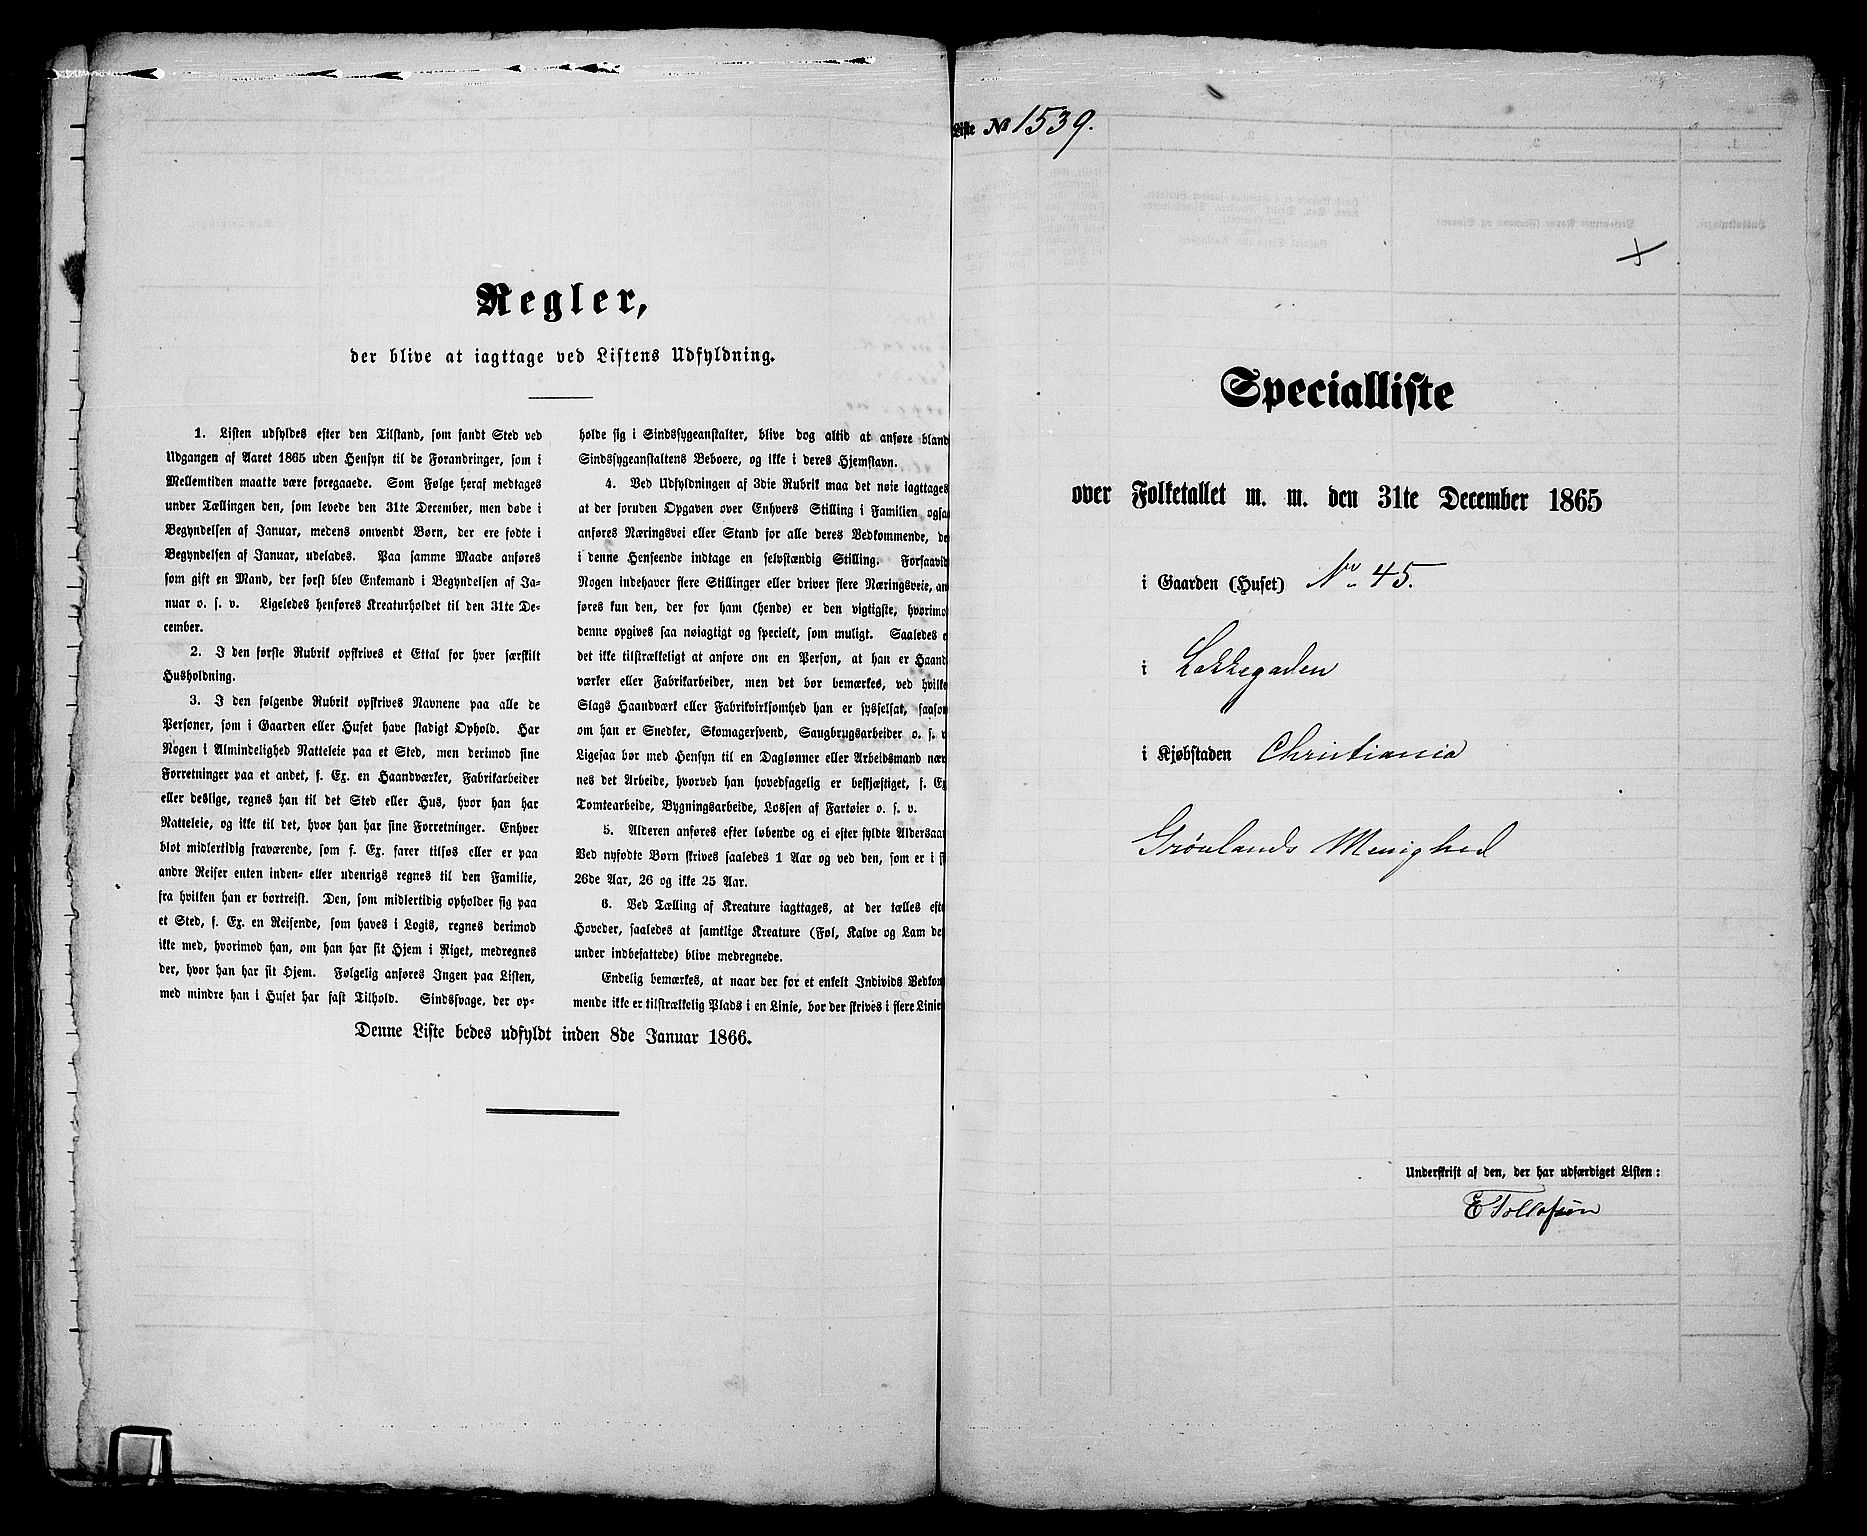 Regler,
der blive at iagttage ved Listens Udfyldning.
1. Listen udfyldes efter den Tilstand, som fandt Sted ved
Udgangen af Aaret 1865 uden Hensyn til de Forandringer, som i
Mellemtiden maatte være foregaaede. Som Følge heraf medtages
under Tællingen den, som levede den 31te December, men døde i
Begyndelsen af Januar, medens omvendt Børn, der ere fødte i
Begyndelsen af Januar, udelades. Paa samme Maade anføres
som gift en Mand, der først blev Enkemand i Begyndelsen af Ja-
nuar o. s. v. Ligeledes henføres Kreaturholdet til den 31te De-
cember.
2. I den første Rubrik opskrives et Ettal for hver særskilt
Husholdning.
3. I den følgende Rubrik opskrives Navnene paa alle de
Personer, som i Gaarden eller Huset have stadigt Ophold. Har
Nogen i Almindelighed Natteleie paa et Sted, men derimod sine
Forretninger paa et andet, f. Ex. en Haandværker, Fabrikarbeider
eller deslige, regnes han til det Sted eller Hus, hvor han har
Natteleie, og ikke til det, hvor han har sine Forretninger. Enhver
blot midlertidig fraværende, som f. Ex. farer tilsøs eller er paa
andre Reiser enten inden- eller udenrigs regnes til den Familie,
fra hvilken han er bortreist. Den, som midlertidig opholder sig paa
et Sted, f. Ex. en Reisende, som haves i Logis, regnes derimod
ikke med, hvorimod han, om han har sit Hjem i Riget, medregnes
der, hvor han har sit Hjem. Følgelig anføres Ingen paa Listen,
med mindre han i Huset har fast Tilhold. Sindssvage, der op-
holde sig i Sindssygeanstalter, blive dog altid at anføre bland
Sindssygeanstaltens Beboere, og ikke i deres Hjemstavn.
4. Ved Udfyldningen af 3die Rubrik maa det nøie iagttages
at der foruden Opgaven over Enhvers Stilling i Familien ogsaa
anføres Næringsvei eller Stand for alle deres Vedkommende, de
i denne Henseende indtage en selvstændig Stilling. Forsaavid
Nogen indehaver flere Stillinger eller driver flere Næringsveie, an
føres kun den, der for ham (hende) er den vigtigste, hvorimo
denne opgives saa nøiagtigt og specielt, som muligt. Saaledes e
det ikke tilstrækkeligt at anføre om en Person, at han er Haand
værker eller Fabrikarbeider, men det bør bemærkes, ved hvilke
Slags Haandværk eller Fabrikvirksomhed han er sysselsat, saasom
om han er Snedker, Skomagersvend, Saugbrugsarbeider o. s. v
Ligesaa bør med Hensyn til en Daglønner eller Arbeidsmand næv
nes det Arbeide, hvorved han hovedsagelig er beskjæftiget, f. Ex
Tomtearbeide, Bygningsarbeide, Lossen af Fartøier o. s. v.
5. Alderen anføres efter løbende og ei efter fyldte Aldersaar
Ved nyfødte Børn skrives saaledes 1 Aar og ved den, som er i s
26de Aar, 26 og ikke 25 Aar.
6. Ved Tælling af Kreature iagttages, at der tælles efte
Hoveder, saaledes at samtlige Kreature (Føl, Kalve og Lam de
under indbefattede) blive medregnede.
Endelig bemærkes, at naar der for et enkelt Individs Vedkom
mende ikke er tilstrækkelig Plads i en Linie, bør der skrives i flere Linie
Denne Liste bedes udfyldt inden 8de Januar 1866.
Liste No 1539.
Specialliste
over Folketallet m. m. den 31te December 1865
i Gaarden (Huset) No 45.
i Lakkegaden
i Kjøbstaden Christiania
Grønlands Menighed
Underskrift af den, der har udfærdiget Listen:
E Tollofsen